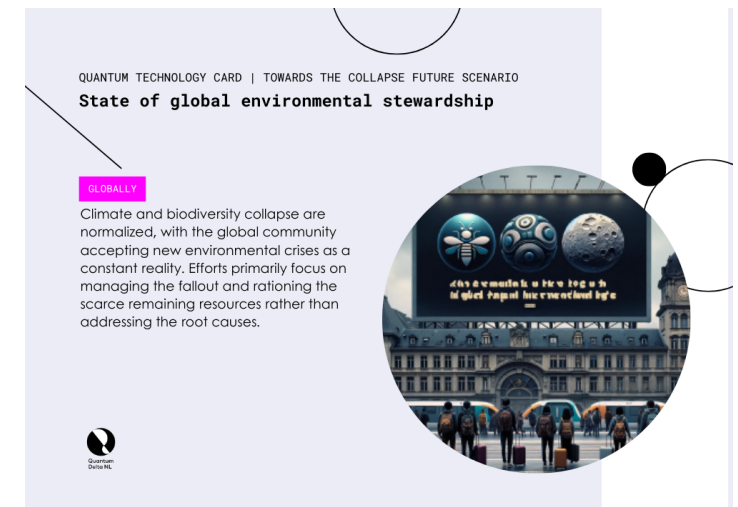 QUANTUM TECHNOLOGY CARD | TOWARDS THE COLLAPSE FUTURE SCENARIO
State of global environmental stewardship
GLOBALLY
Climate and biodiversity collapse are
normalized, with the global community
accepting new environmental crises as a
constant reality. Efforts primarily focus on
managing the fallout and rationing the
scarce remaining resources rather than
addressing the root causes.
Quantum
Delta NL